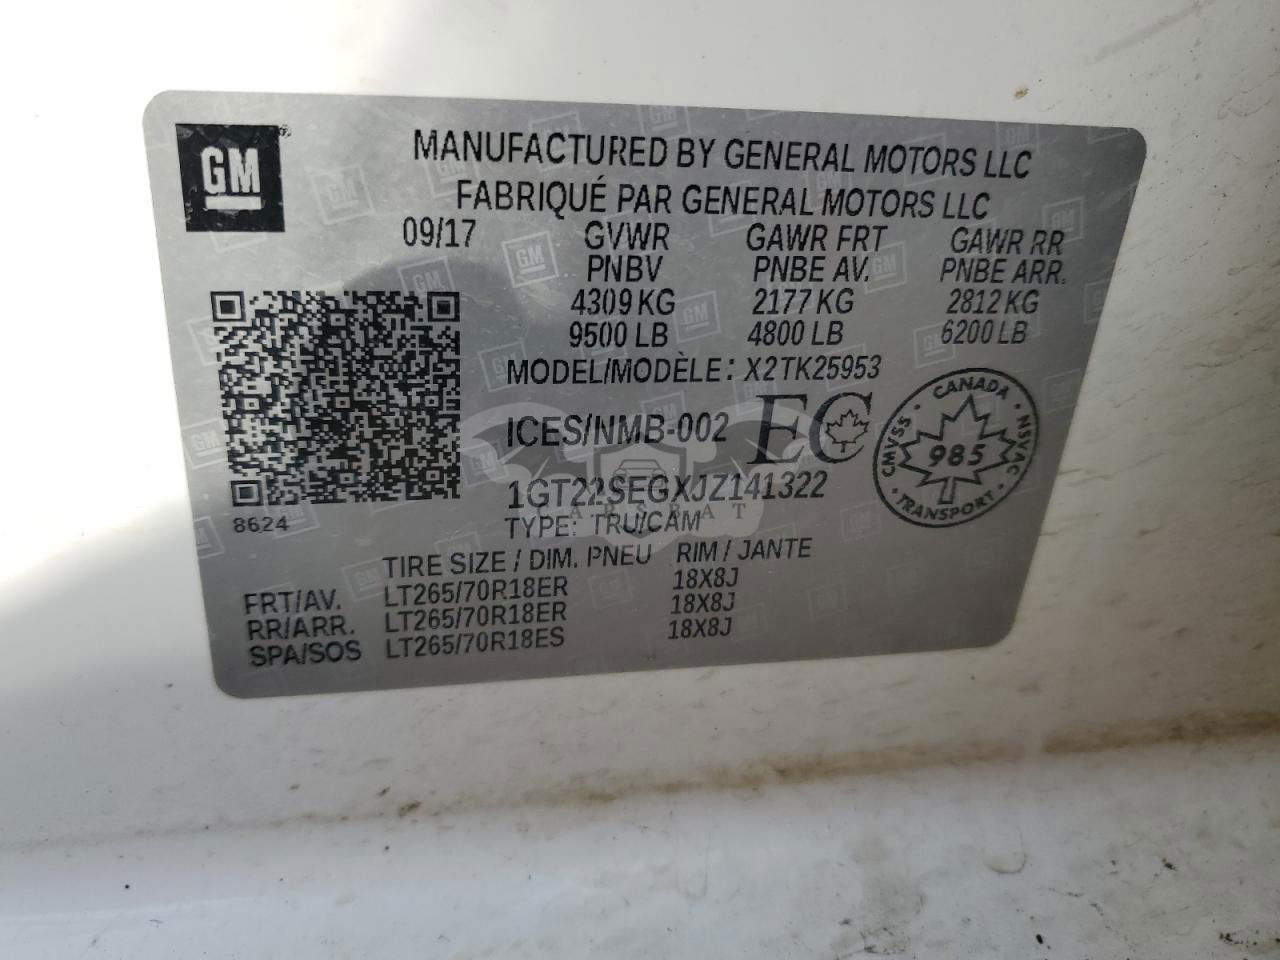 GM
MANUFACTURED BY GENERAL MOTORS LLC
FABRIQUÉ PAR GENERAL MOTORS LLC
09/17 GVWR GAWR FRT GAWR RR
PNBV PNBE AV. PNBE ARR.
4309 KG 2177 KG 2812 KG
9500 LB 4800 LB 6200 LB
MODEL/MODÈLE: X2TK25953
ICES/NMB-002 EC
CANADA
CMVSS 985 NSVAC
TRANSPORT
1GT22SEGXJZ141322
CARSBAT
8624
TYPE: TRU/CAM
TIRE SIZE / DIM. PNEU RIM / JANTE
FRT/AV. LT265/70R18ER 18X8J
RR/ARR. LT265/70R18ER 18X8J
SPA/SOS LT265/70R18ES 18X8J